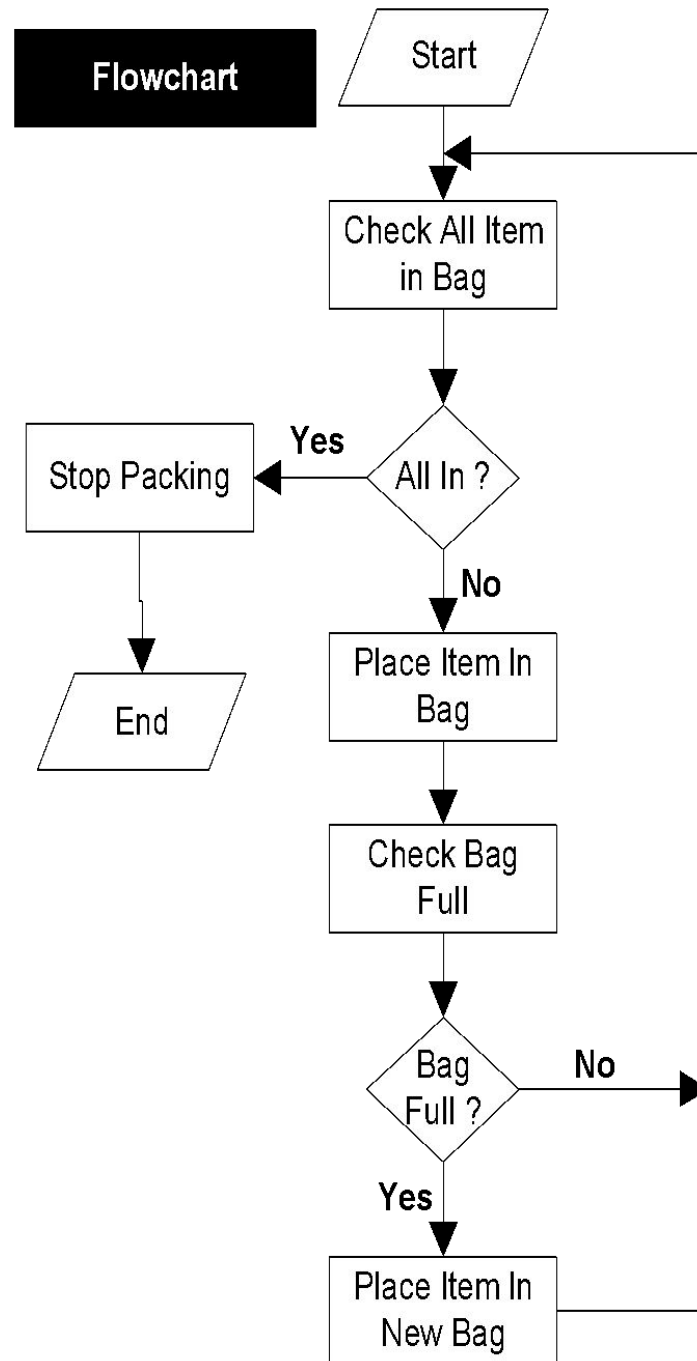 Flowchart
Start
Check All Item
in Bag
Yes
Stop Packing
All In ?
No
Place Item In
Bag
End
Check Bag
Full
Bag
Full ?
No
Yes
Place Item In
New Bag